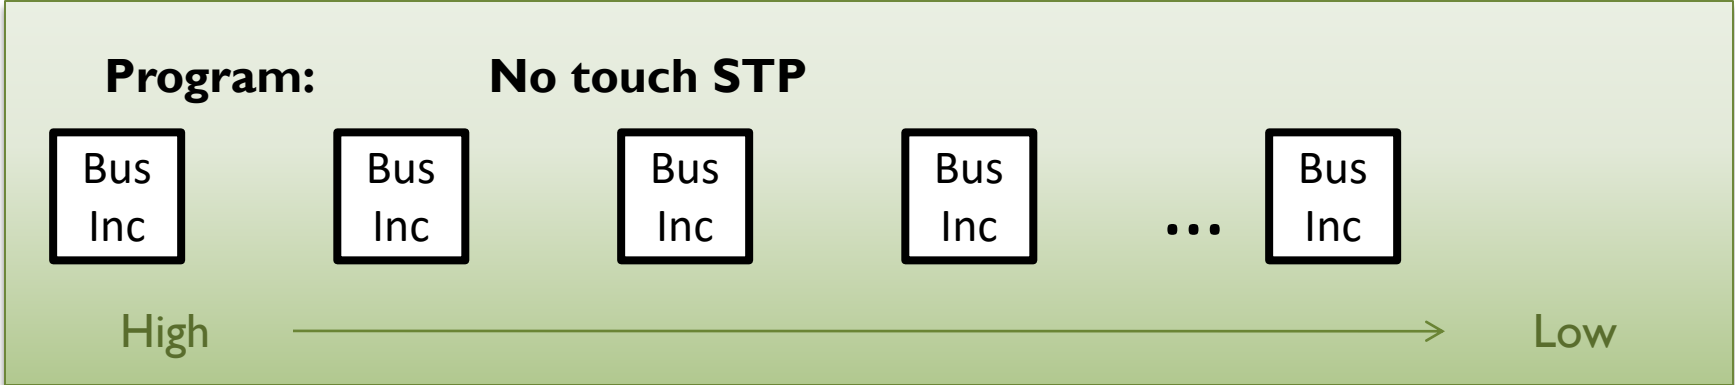 Program: No touch STP
Bus Bus Bus Bus Bus
Inc Inc Inc Inc ... Inc
High Low